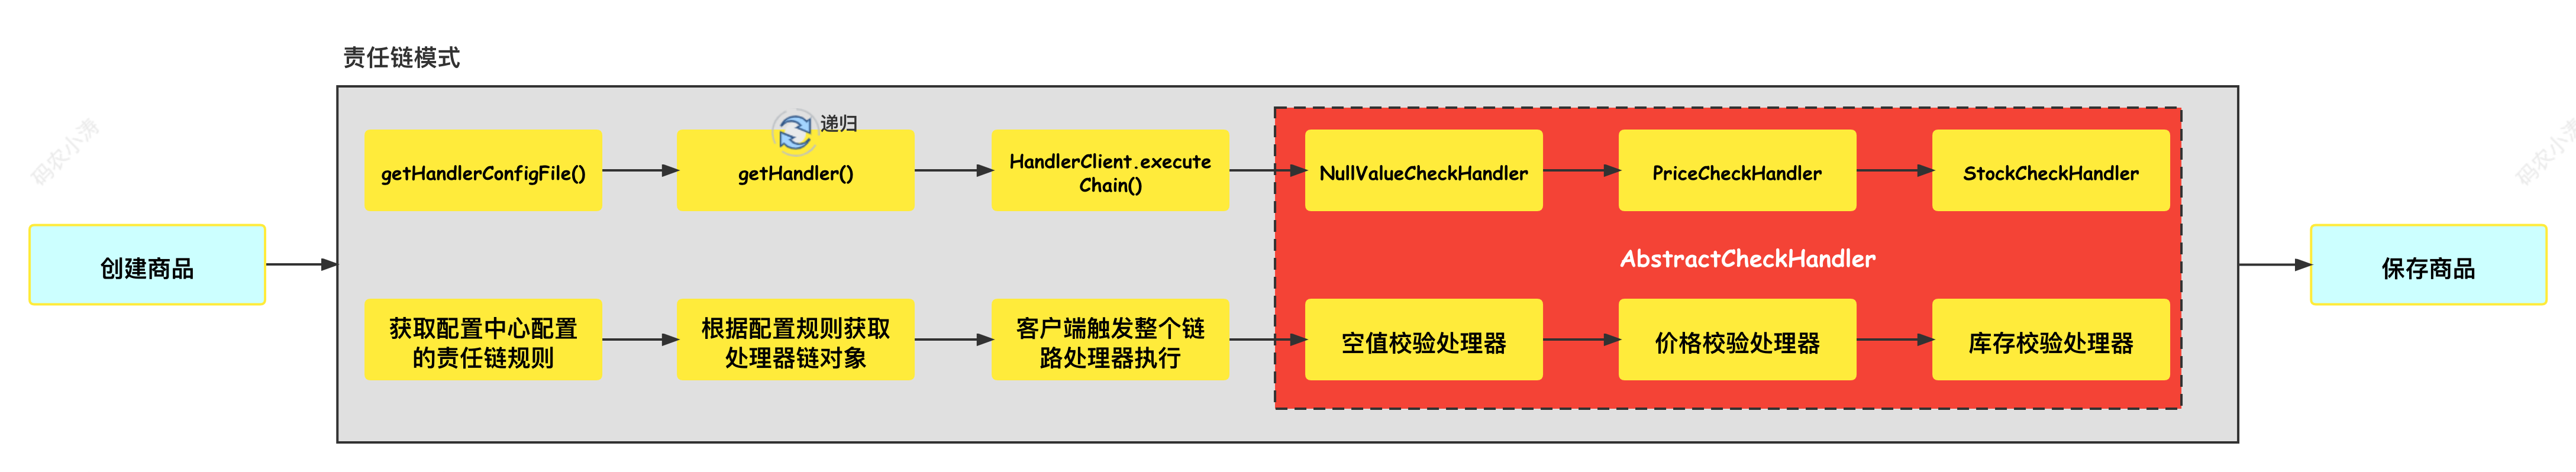 责任链模式
递归
getHandlerConfigFile()
getHandler()
HandlerClient.execute
Chain()
NullValueCheckHandler
PriceCheckHandler
StockCheckHandler
创建商品
AbstractCheckHandler
保存商品
获取配置中心配置
的责任链规则
根据配置规则获取
处理器链对象
客户端触发整个链
路处理器执行
空值校验处理器
价格校验处理器
库存校验处理器
码农小涛
码农小涛